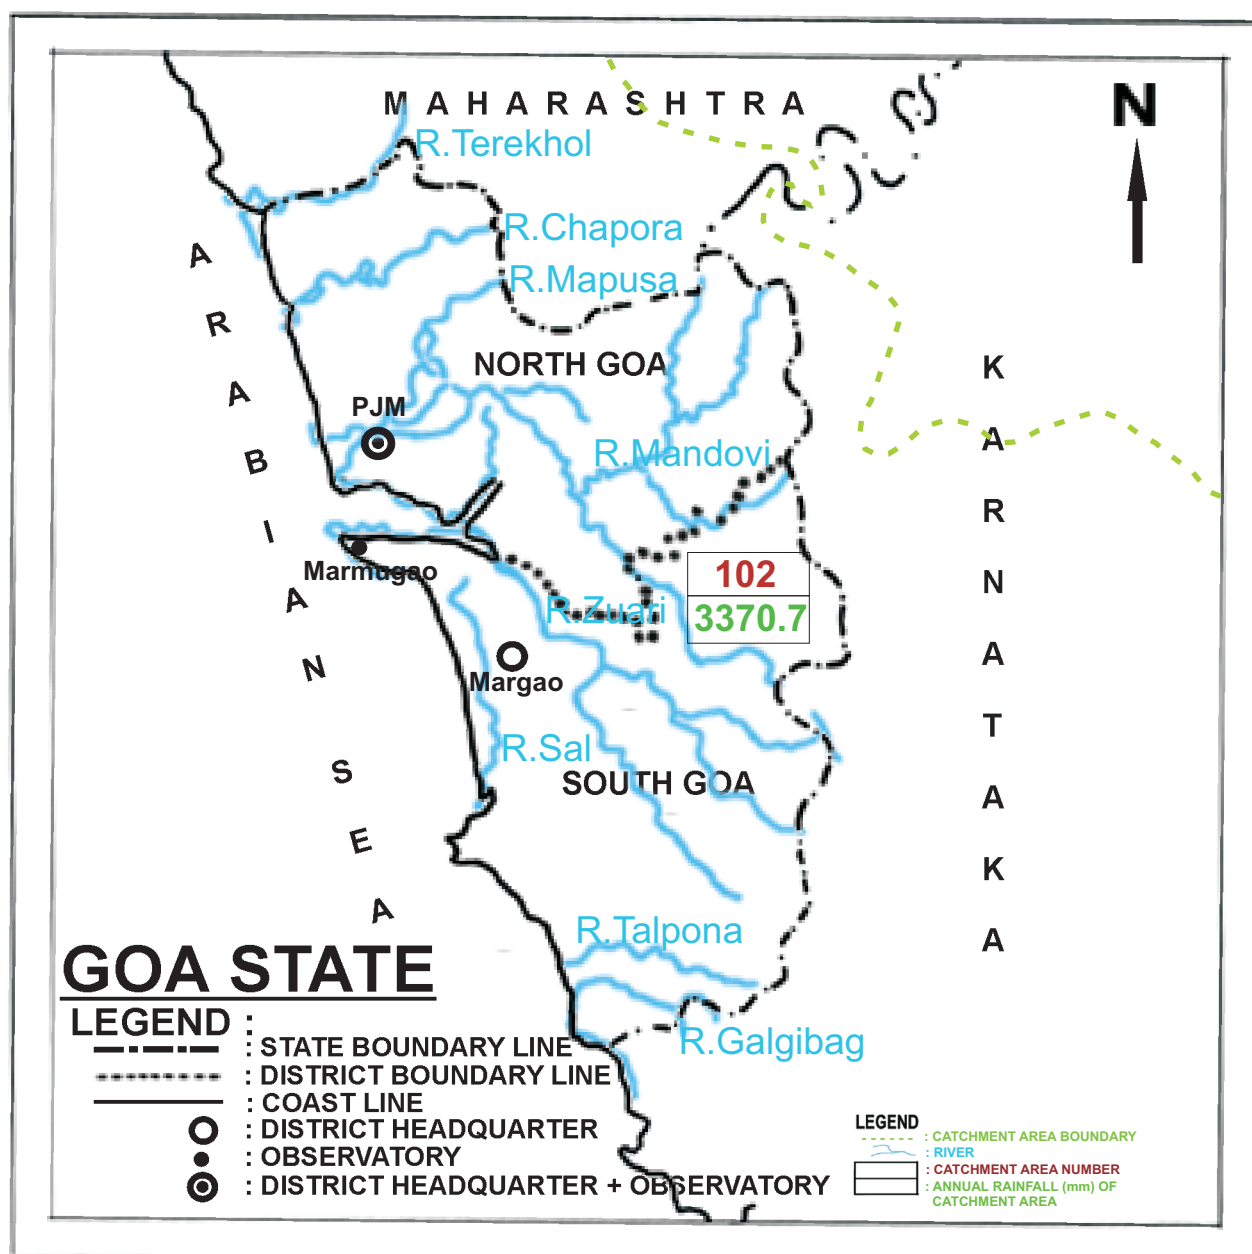 MAHARASHTRA
N
R.Terekhol
R.Chapora
R.Mapusa
ARABIAN SEA
NORTH GOA
KARNATAKA
PJM
R.Mandovi
Marmugao
102
3370.7
R.Zuari
Margao
R.Sal
SOUTH GOA
R.Talpona
R.Galgibag
GOA STATE
LEGEND :
: STATE BOUNDARY LINE
: DISTRICT BOUNDARY LINE
: COAST LINE
: DISTRICT HEADQUARTER
: OBSERVATORY
: DISTRICT HEADQUARTER + OBSERVATORY
LEGEND
: CATCHMENT AREA BOUNDARY
: RIVER
: CATCHMENT AREA NUMBER
: ANNUAL RAINFALL (mm) OF
CATCHMENT AREA